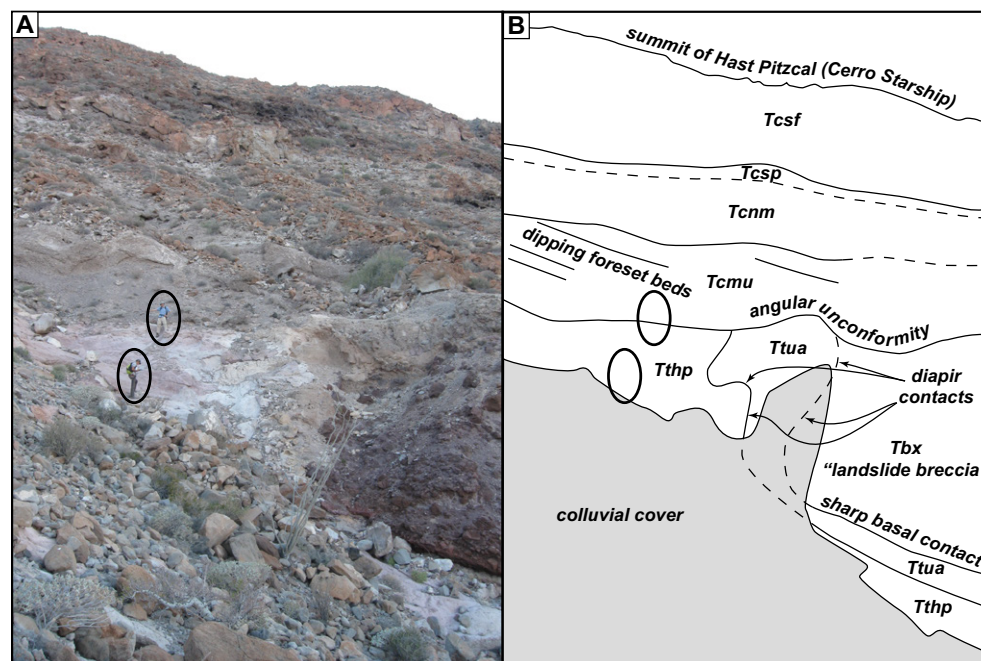 A
B
summit of Hast Pitzcal (Cerro Starship)
Tcsf
Tcsp
Tcnm
dipping foreset beds
Tcmu
angular unconformity
Tthp
Ttua
diapir
contacts
Tbx
“landslide breccia
colluvial cover
sharp basal contact
Ttua
Tthp